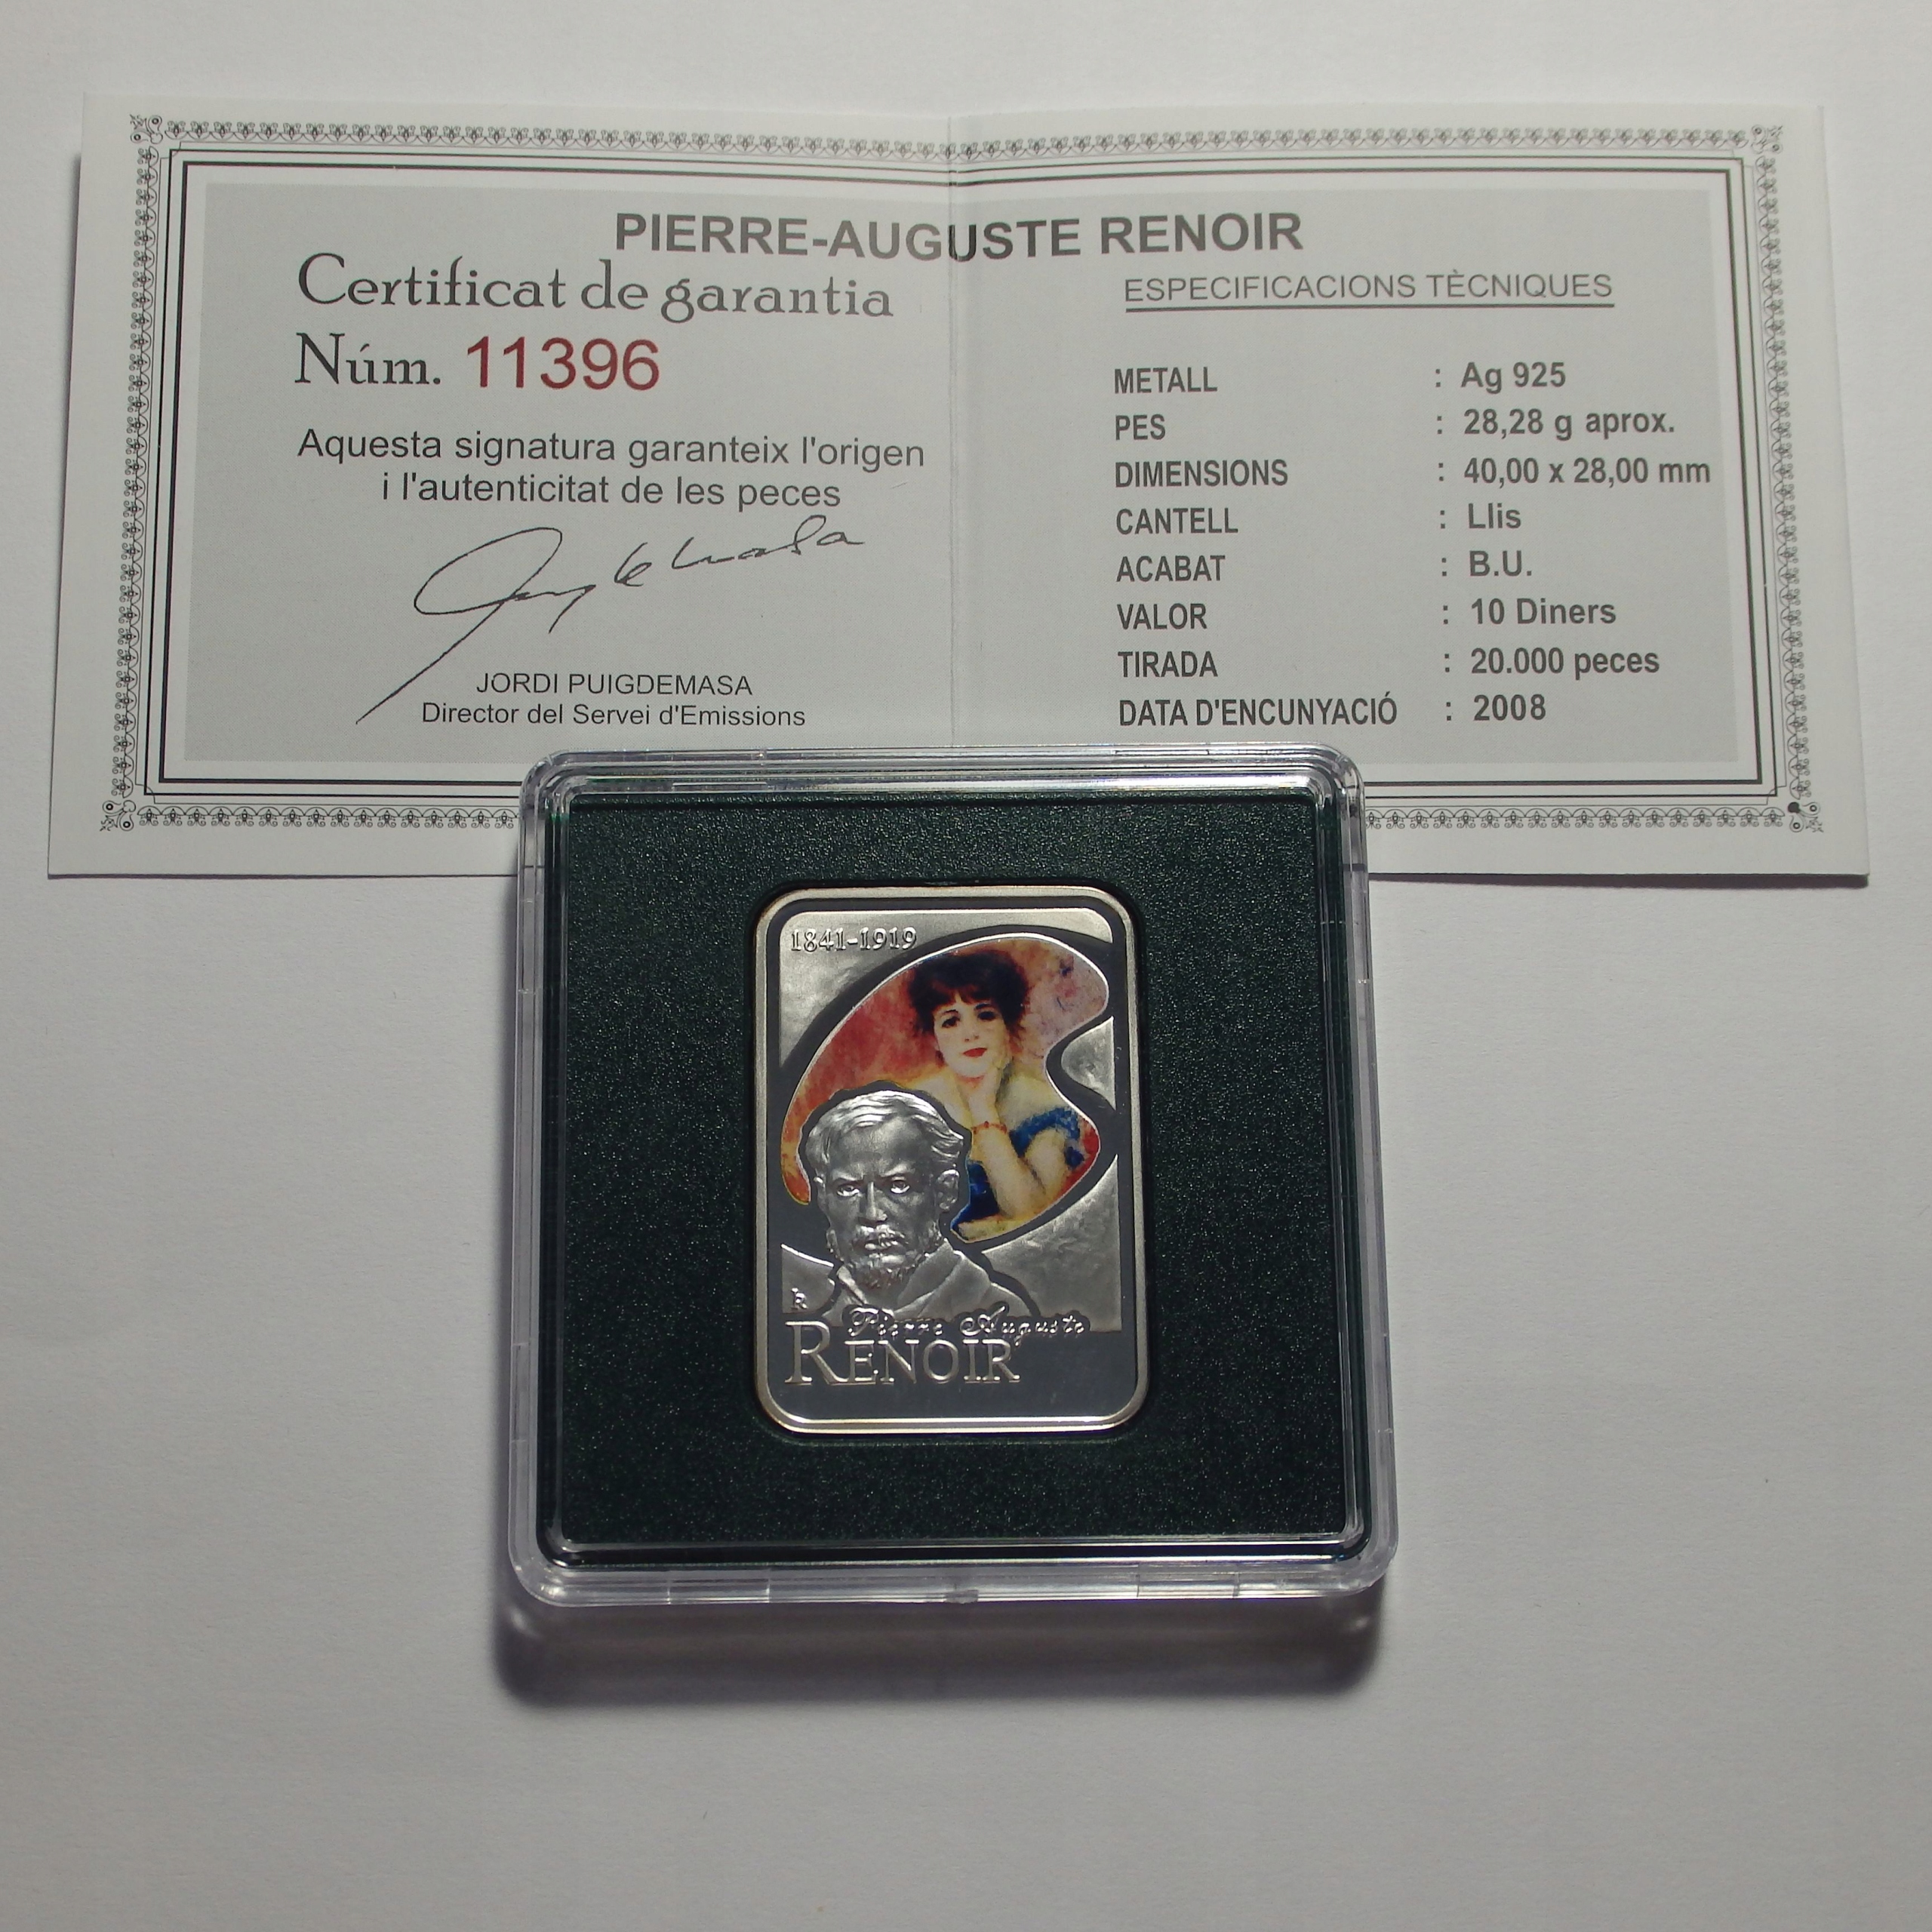 PIERRE-AUGUSTE RENOIR
Certificat de garantia
Núm. 11396
Aquesta signatura garanteix l'origen
i l'autenticitat de les peces
JORDI PUIGDEMASA
Director del Servei d'Emissions
ESPECIFICACIONS TÈCNIQUES
METALL : Ag 925
PES : 28,28 g aprox.
DIMENSIONS : 40,00 x 28,00 mm
CANTELL : Llis
ACABAT : B.U.
VALOR : 10 Diners
TIRADA : 20.000 peces
DATA D'ENCUNYACIÓ : 2008
1841-1919
Pierre Auguste
RENOIR